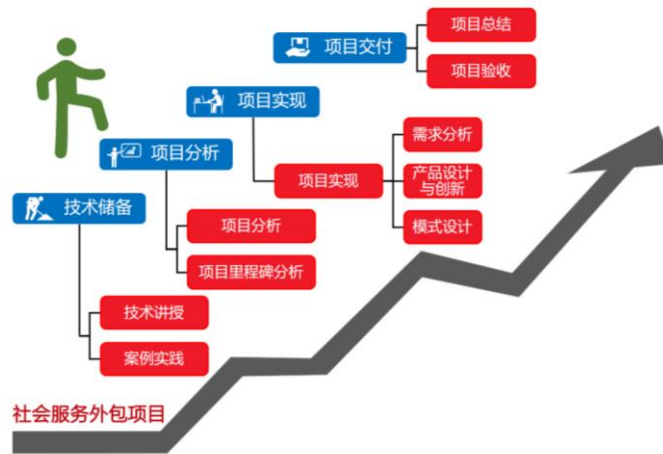 项目交付
项目总结
项目验收
项目实现
项目实现
需求分析
产品设计
与创新
模式设计
项目分析
项目分析
项目里程碑分析
技术储备
技术讲授
案例实践
社会服务外包项目